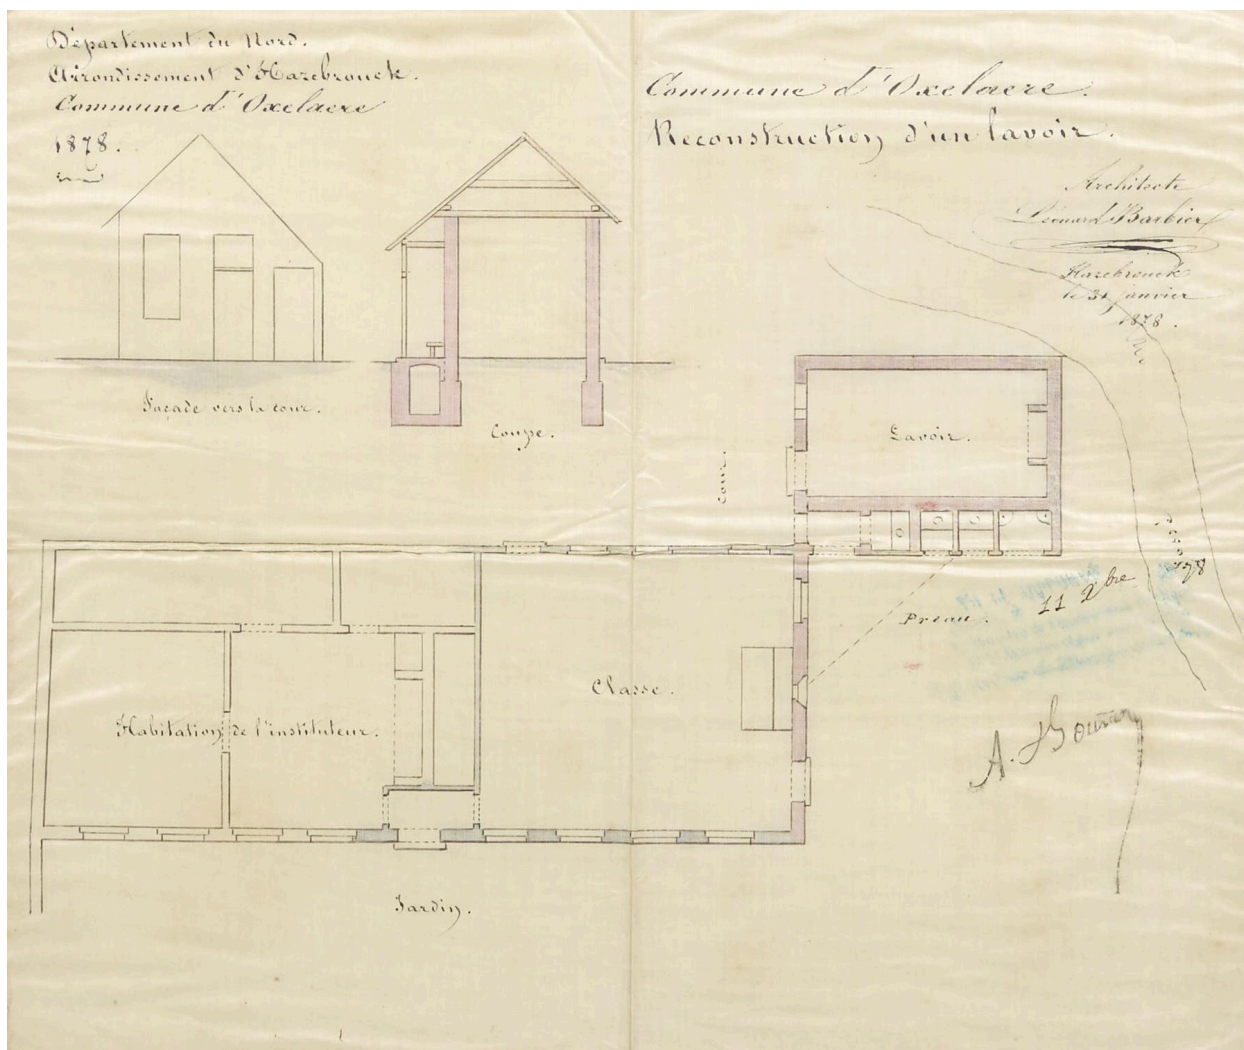 Département du Nord.
Arrondissement d'Hazebrouck.
Commune d'Oxelaere
1878.
Commune d'Oxelaere.
Reconstruction d'un lavoir.
Architecte
Léonard Barbier
Hazebrouck
le 31 janvier
1878.
Façade vers la cour.
Coupe.
Cour.
Lavoir.
Préau.
11 Xbre
1878
Classe.
Habitation de l'instituteur.
A.
Jardin.